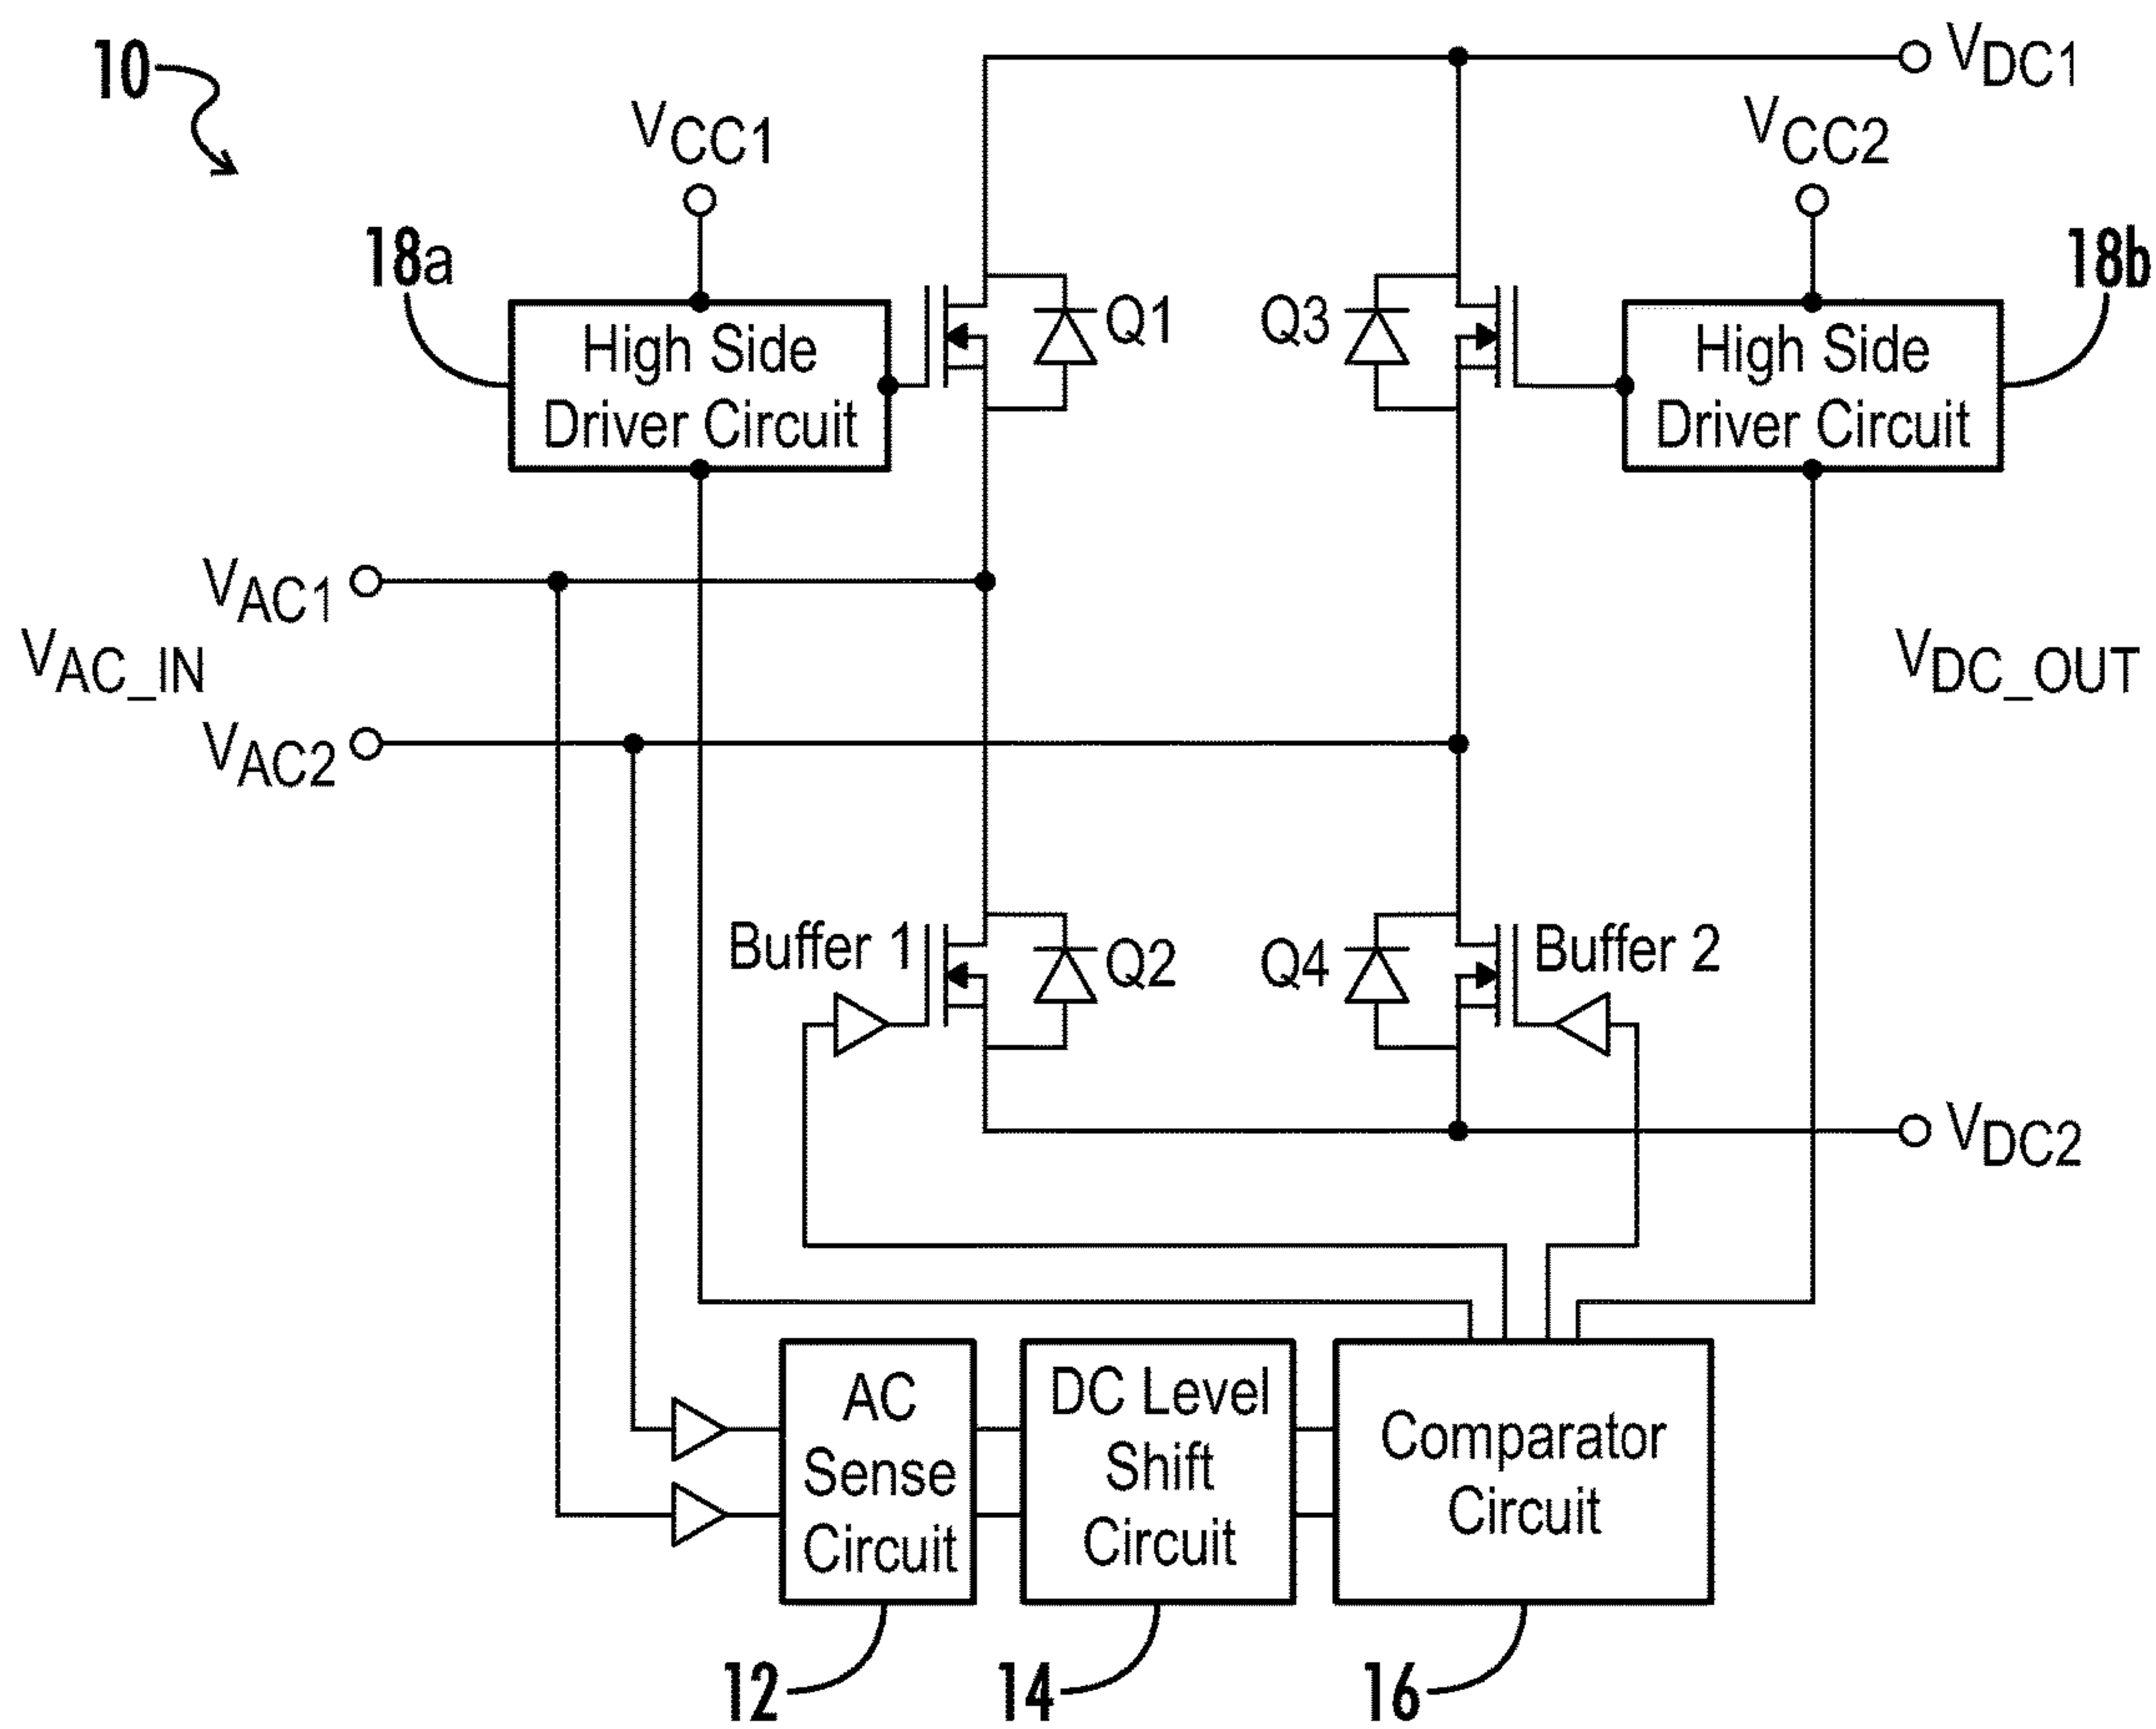 10
VDC1
VCC1
VCC2
18a
18b
High Side
Driver Circuit
Q1
Q3
High Side
Driver Circuit
VAC1
VAC_IN
VDC_OUT
VAC2
Buffer 1
Q2
Q4
Buffer 2
VDC2
AC
Sense
Circuit
DC Level
Shift
Circuit
Comparator
Circuit
12
14
16